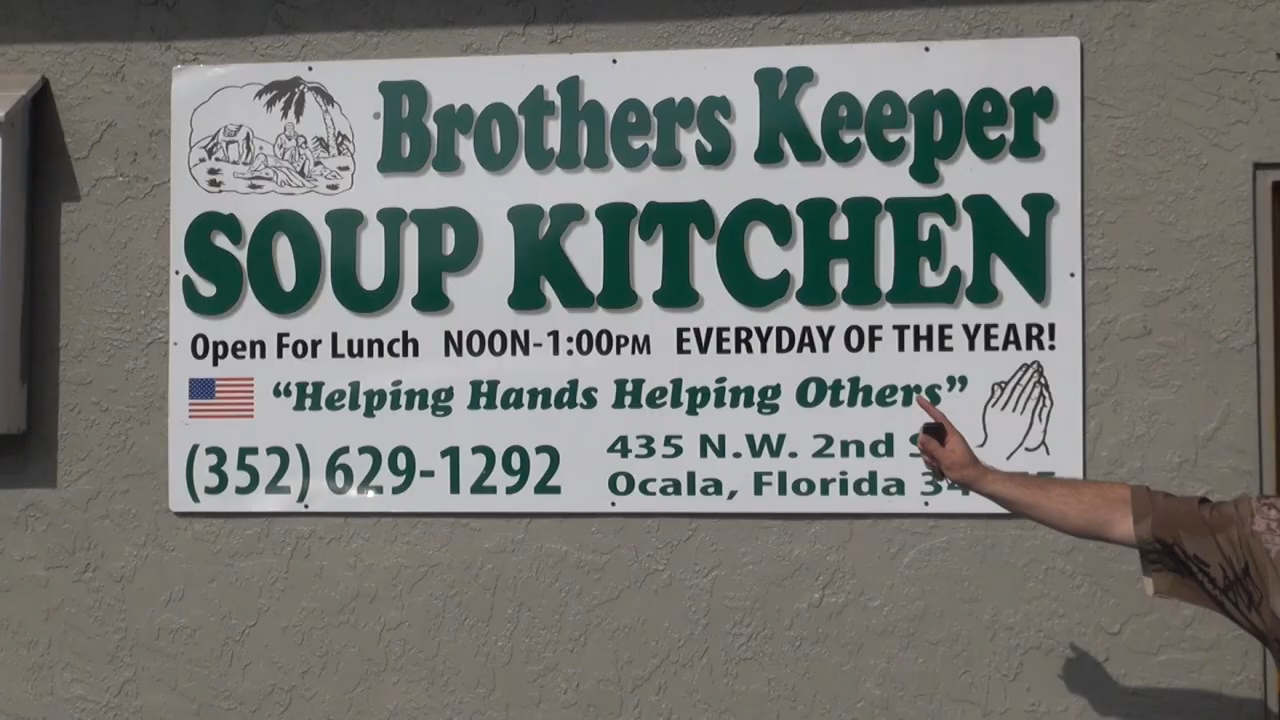 Brothers Keeper
SOUP KITCHEN
Open For Lunch NOON-1:00PM EVERYDAY OF THE YEAR!
“Helping Hands Helping Others”
(352) 629-1292
435 N.W. 2nd
Ocala, Florida